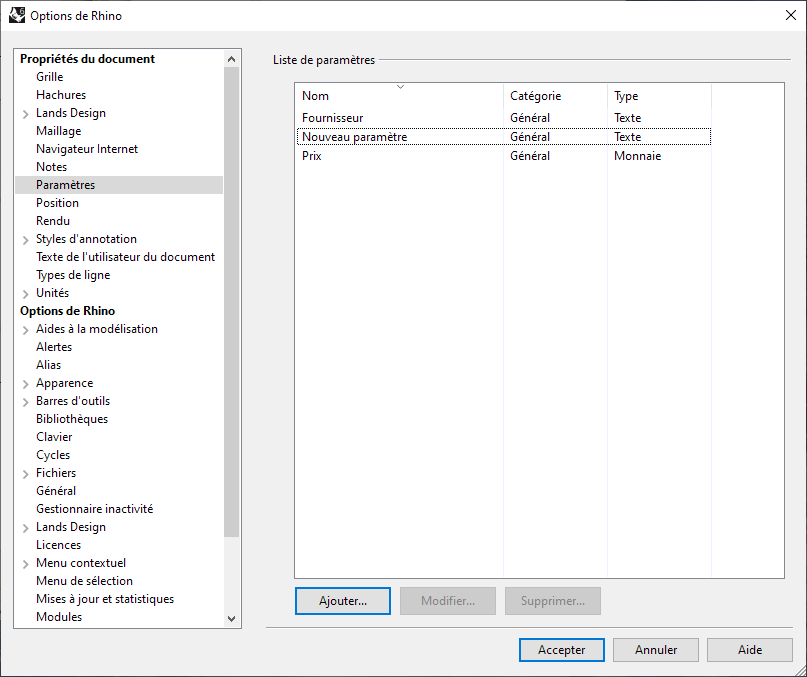 Options de Rhino
Propriétés du document
Grille
Hachures
Lands Design
Maillage
Navigateur Internet
Notes
Paramètres
Position
Rendu
Styles d'annotation
Texte de l'utilisateur du document
Types de ligne
Unités
Options de Rhino
Aides à la modélisation
Alertes
Alias
Apparence
Barres d'outils
Bibliothèques
Clavier
Cycles
Fichiers
Général
Gestionnaire inactivité
Lands Design
Licences
Menu contextuel
Menu de sélection
Mises à jour et statistiques
Modules
Liste de paramètres
Nom Catégorie Type
Fournisseur Général Texte
Nouveau paramètre Général Texte
Prix Général Monnaie
Ajouter... Modifier... Supprimer...
Accepter Annuler Aide